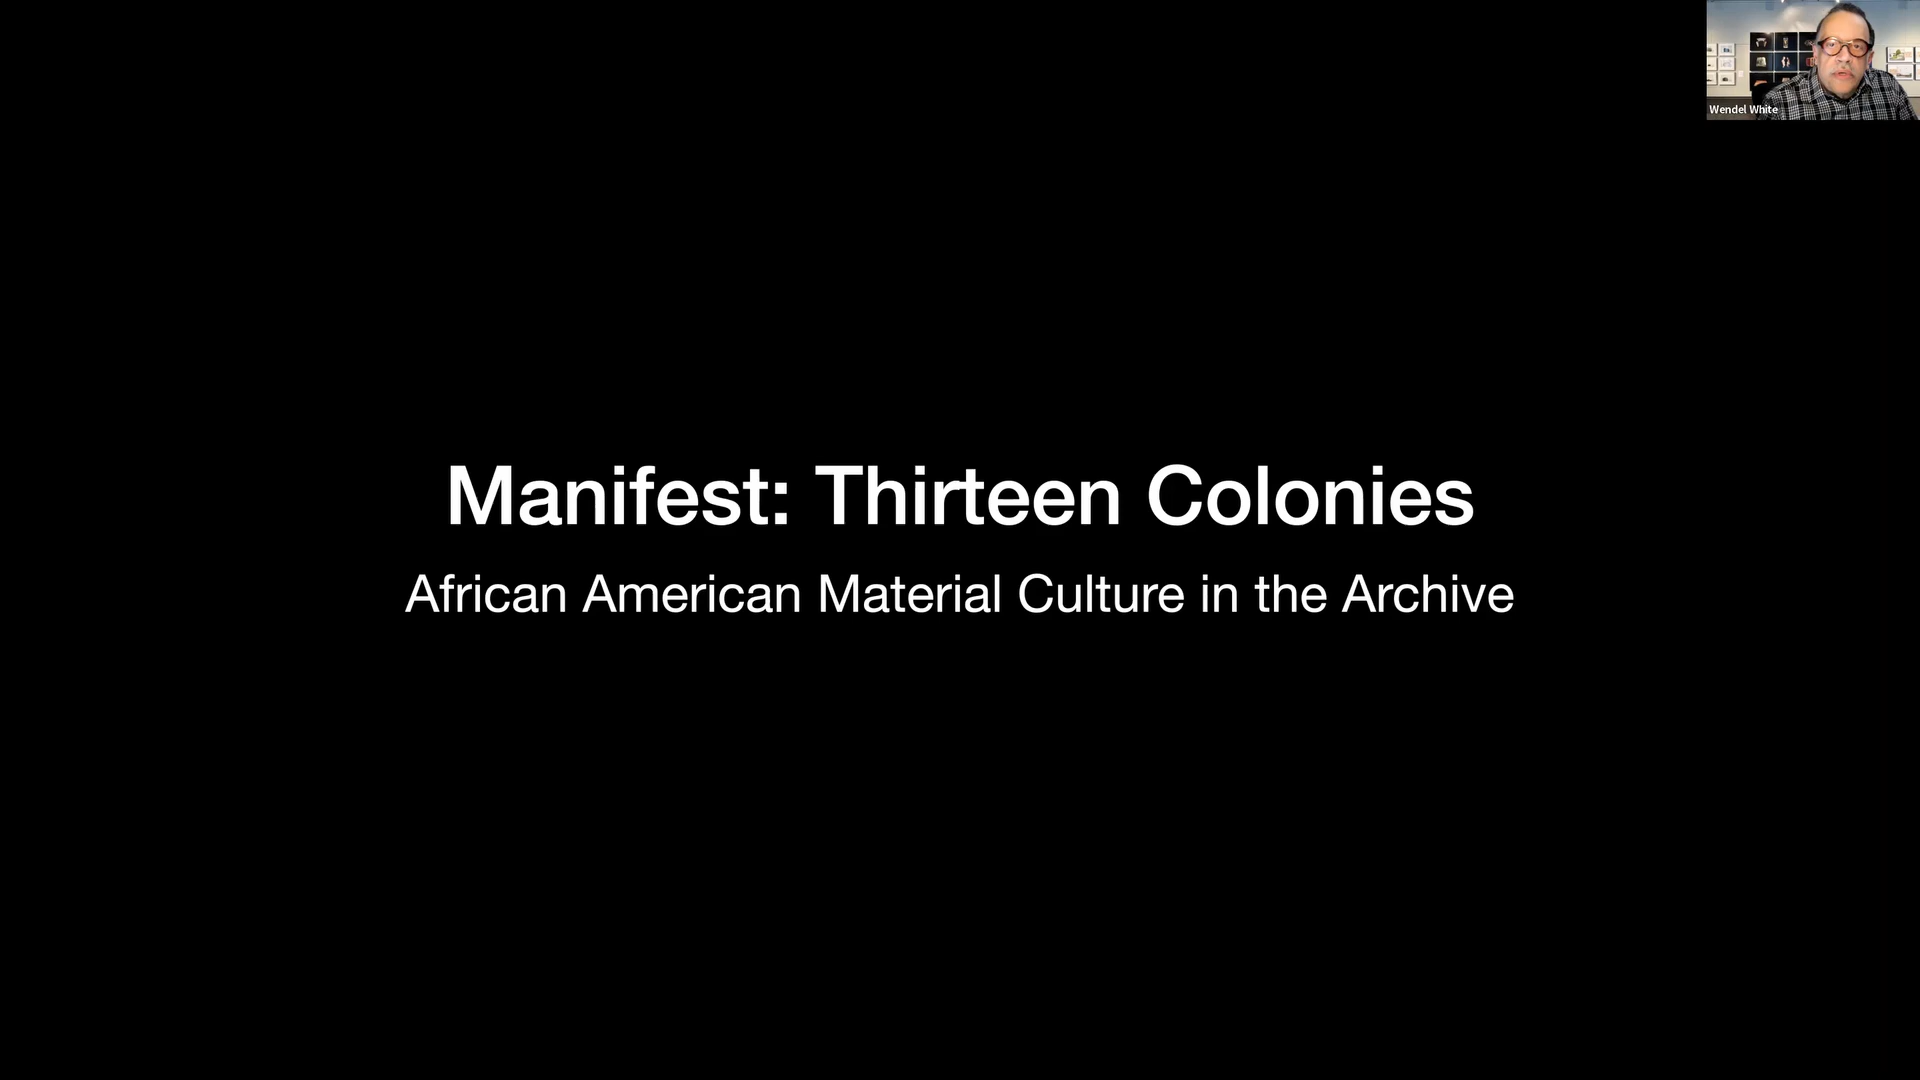 Wendel White
Manifest: Thirteen Colonies
African American Material Culture in the Archive